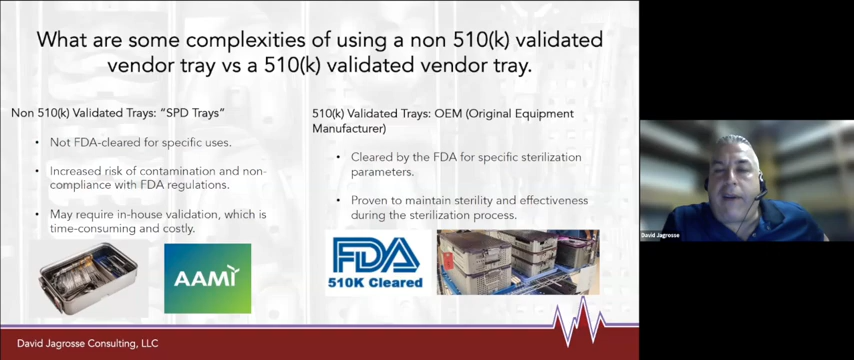 What are some complexities of using a non 510(k) validated
vendor tray vs a 510(k) validated vendor tray.
Non 510(k) Validated Trays: “SPD Trays”
• Not FDA-cleared for specific uses.
• Increased risk of contamination and non-
compliance with FDA regulations.
• May require in-house validation, which is
time-consuming and costly.
AAMI
510(k) Validated Trays: OEM (Original Equipment
Manufacturer)
• Cleared by the FDA for specific sterilization
parameters.
• Proven to maintain sterility and effectiveness
during the sterilization process.
FDA
510K Cleared
David Jagrosse
David Jagrosse Consulting, LLC